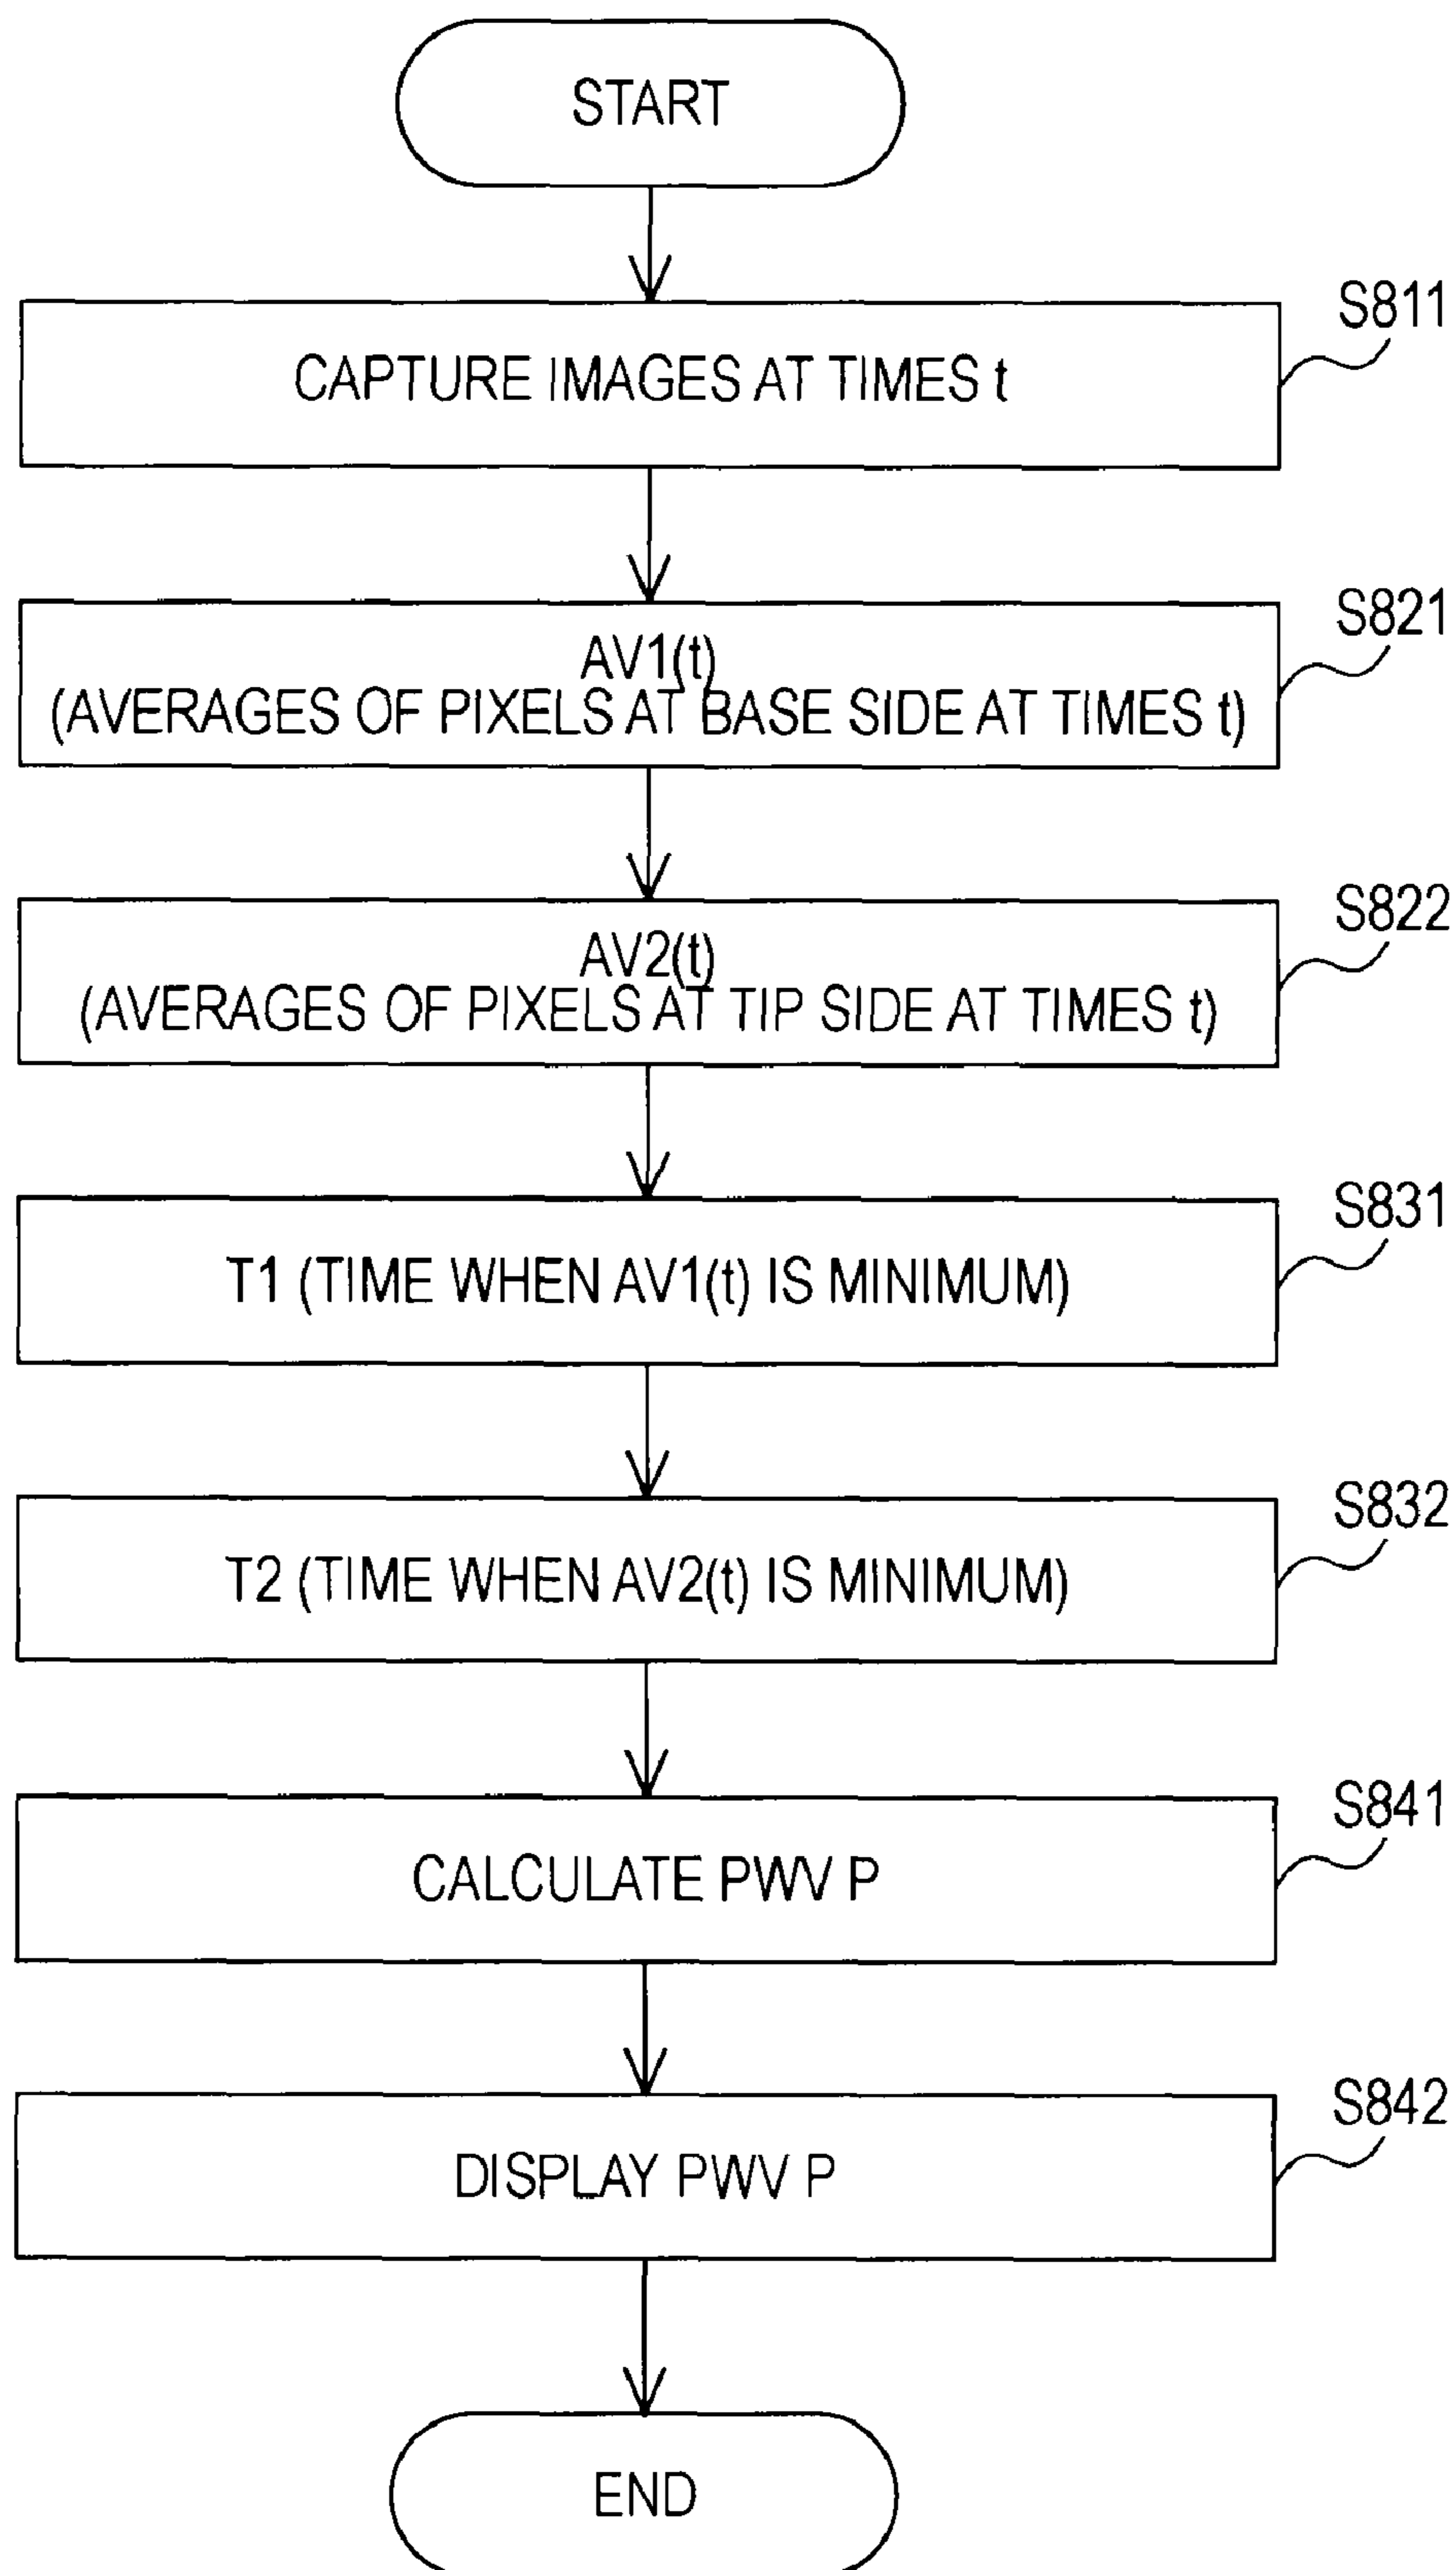 START
S811
CAPTURE IMAGES AT TIMES t
S821
AV1(t)
(AVERAGES OF PIXELS AT BASE SIDE AT TIMES t)
S822
AV2(t)
(AVERAGES OF PIXELS AT TIP SIDE AT TIMES t)
S831
T1 (TIME WHEN AV1(t) IS MINIMUM)
S832
T2 (TIME WHEN AV2(t) IS MINIMUM)
S841
CALCULATE PWV P
S842
DISPLAY PWV P
END